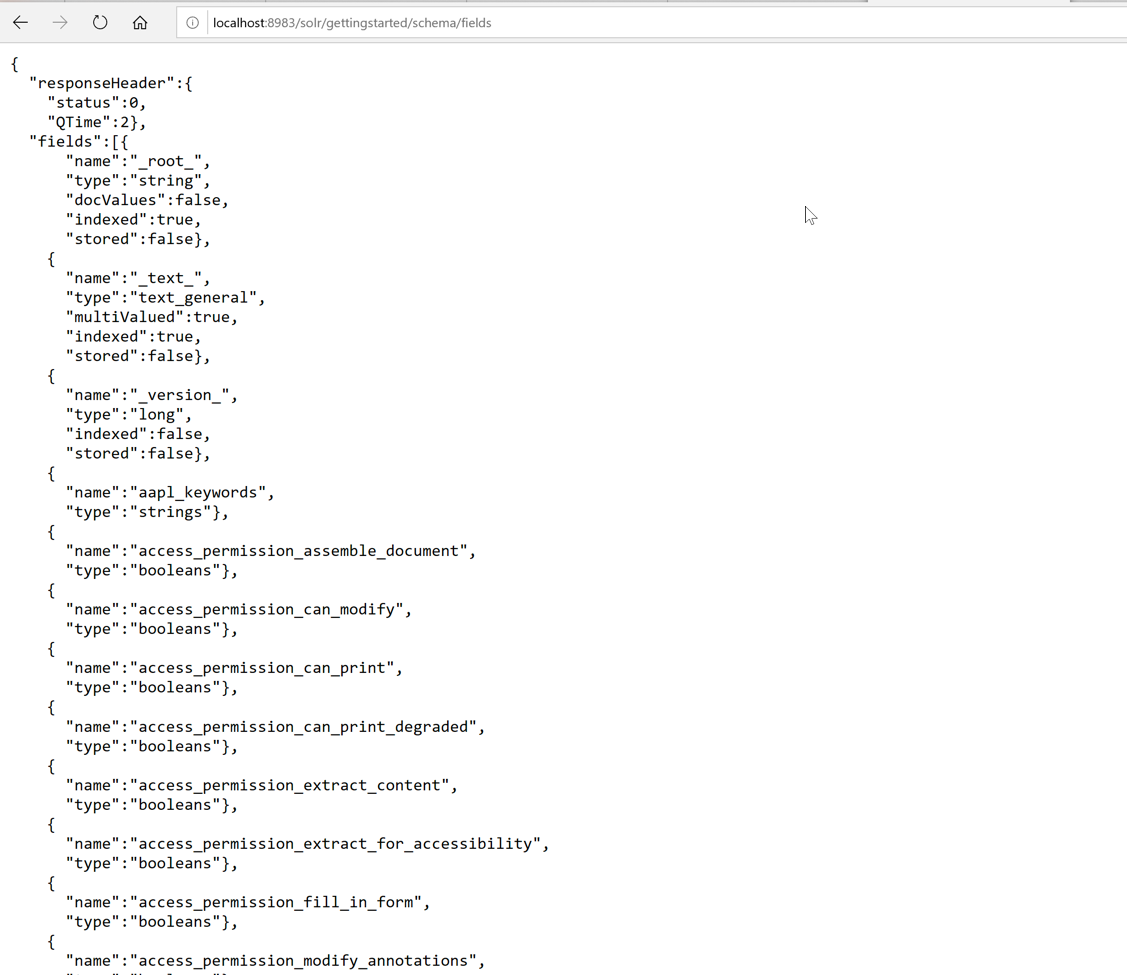 localhost:8983/solr/gettingstarted/schema/fields
{
  "responseHeader":{
    "status":0,
    "QTime":2},
  "fields":[{
      "name":"_root_",
      "type":"string",
      "docValues":false,
      "indexed":true,
      "stored":false},
    {
      "name":"_text_",
      "type":"text_general",
      "multiValued":true,
      "indexed":true,
      "stored":false},
    {
      "name":"_version_",
      "type":"long",
      "indexed":false,
      "stored":false},
    {
      "name":"aapl_keywords",
      "type":"strings"},
    {
      "name":"access_permission_assemble_document",
      "type":"booleans"},
    {
      "name":"access_permission_can_modify",
      "type":"booleans"},
    {
      "name":"access_permission_can_print",
      "type":"booleans"},
    {
      "name":"access_permission_can_print_degraded",
      "type":"booleans"},
    {
      "name":"access_permission_extract_content",
      "type":"booleans"},
    {
      "name":"access_permission_extract_for_accessibility",
      "type":"booleans"},
    {
      "name":"access_permission_fill_in_form",
      "type":"booleans"},
    {
      "name":"access_permission_modify_annotations",